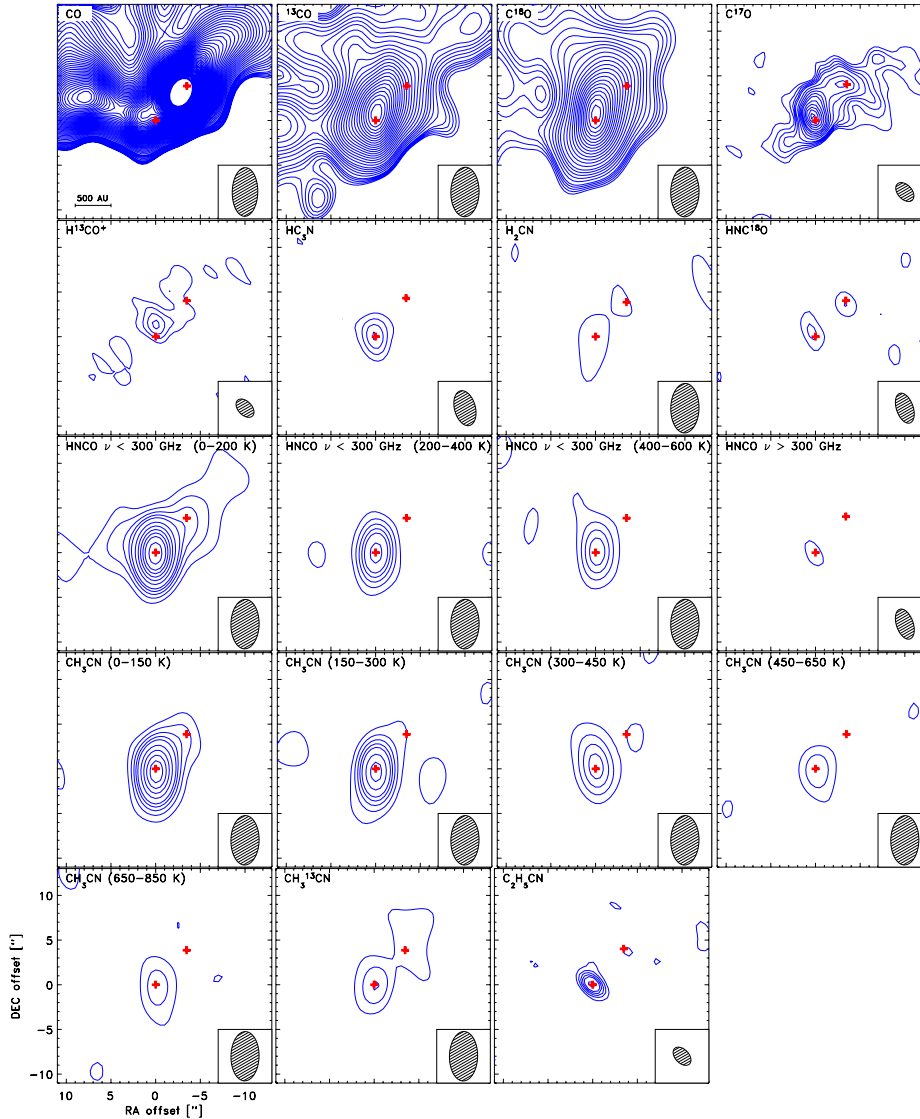 CO
¹³CO
C¹⁸O
C¹⁷O
500 AU
H¹³CO⁺
HC₃N
H₂CN
HNC¹⁸O
HNCO ν < 300 GHz (0−200 K)
HNCO ν < 300 GHz (200−400 K)
HNCO ν < 300 GHz (400−600 K)
HNCO ν > 300 GHz
CH₃CN (0−150 K)
CH₃CN (150−300 K)
CH₃CN (300−450 K)
CH₃CN (450−650 K)
CH₃CN (650−850 K)
CH₃¹³CN
C₂H₅CN
10
5
0
−5
−10
DEC offset ["]
10 5 0 −5 −10
RA offset ["]